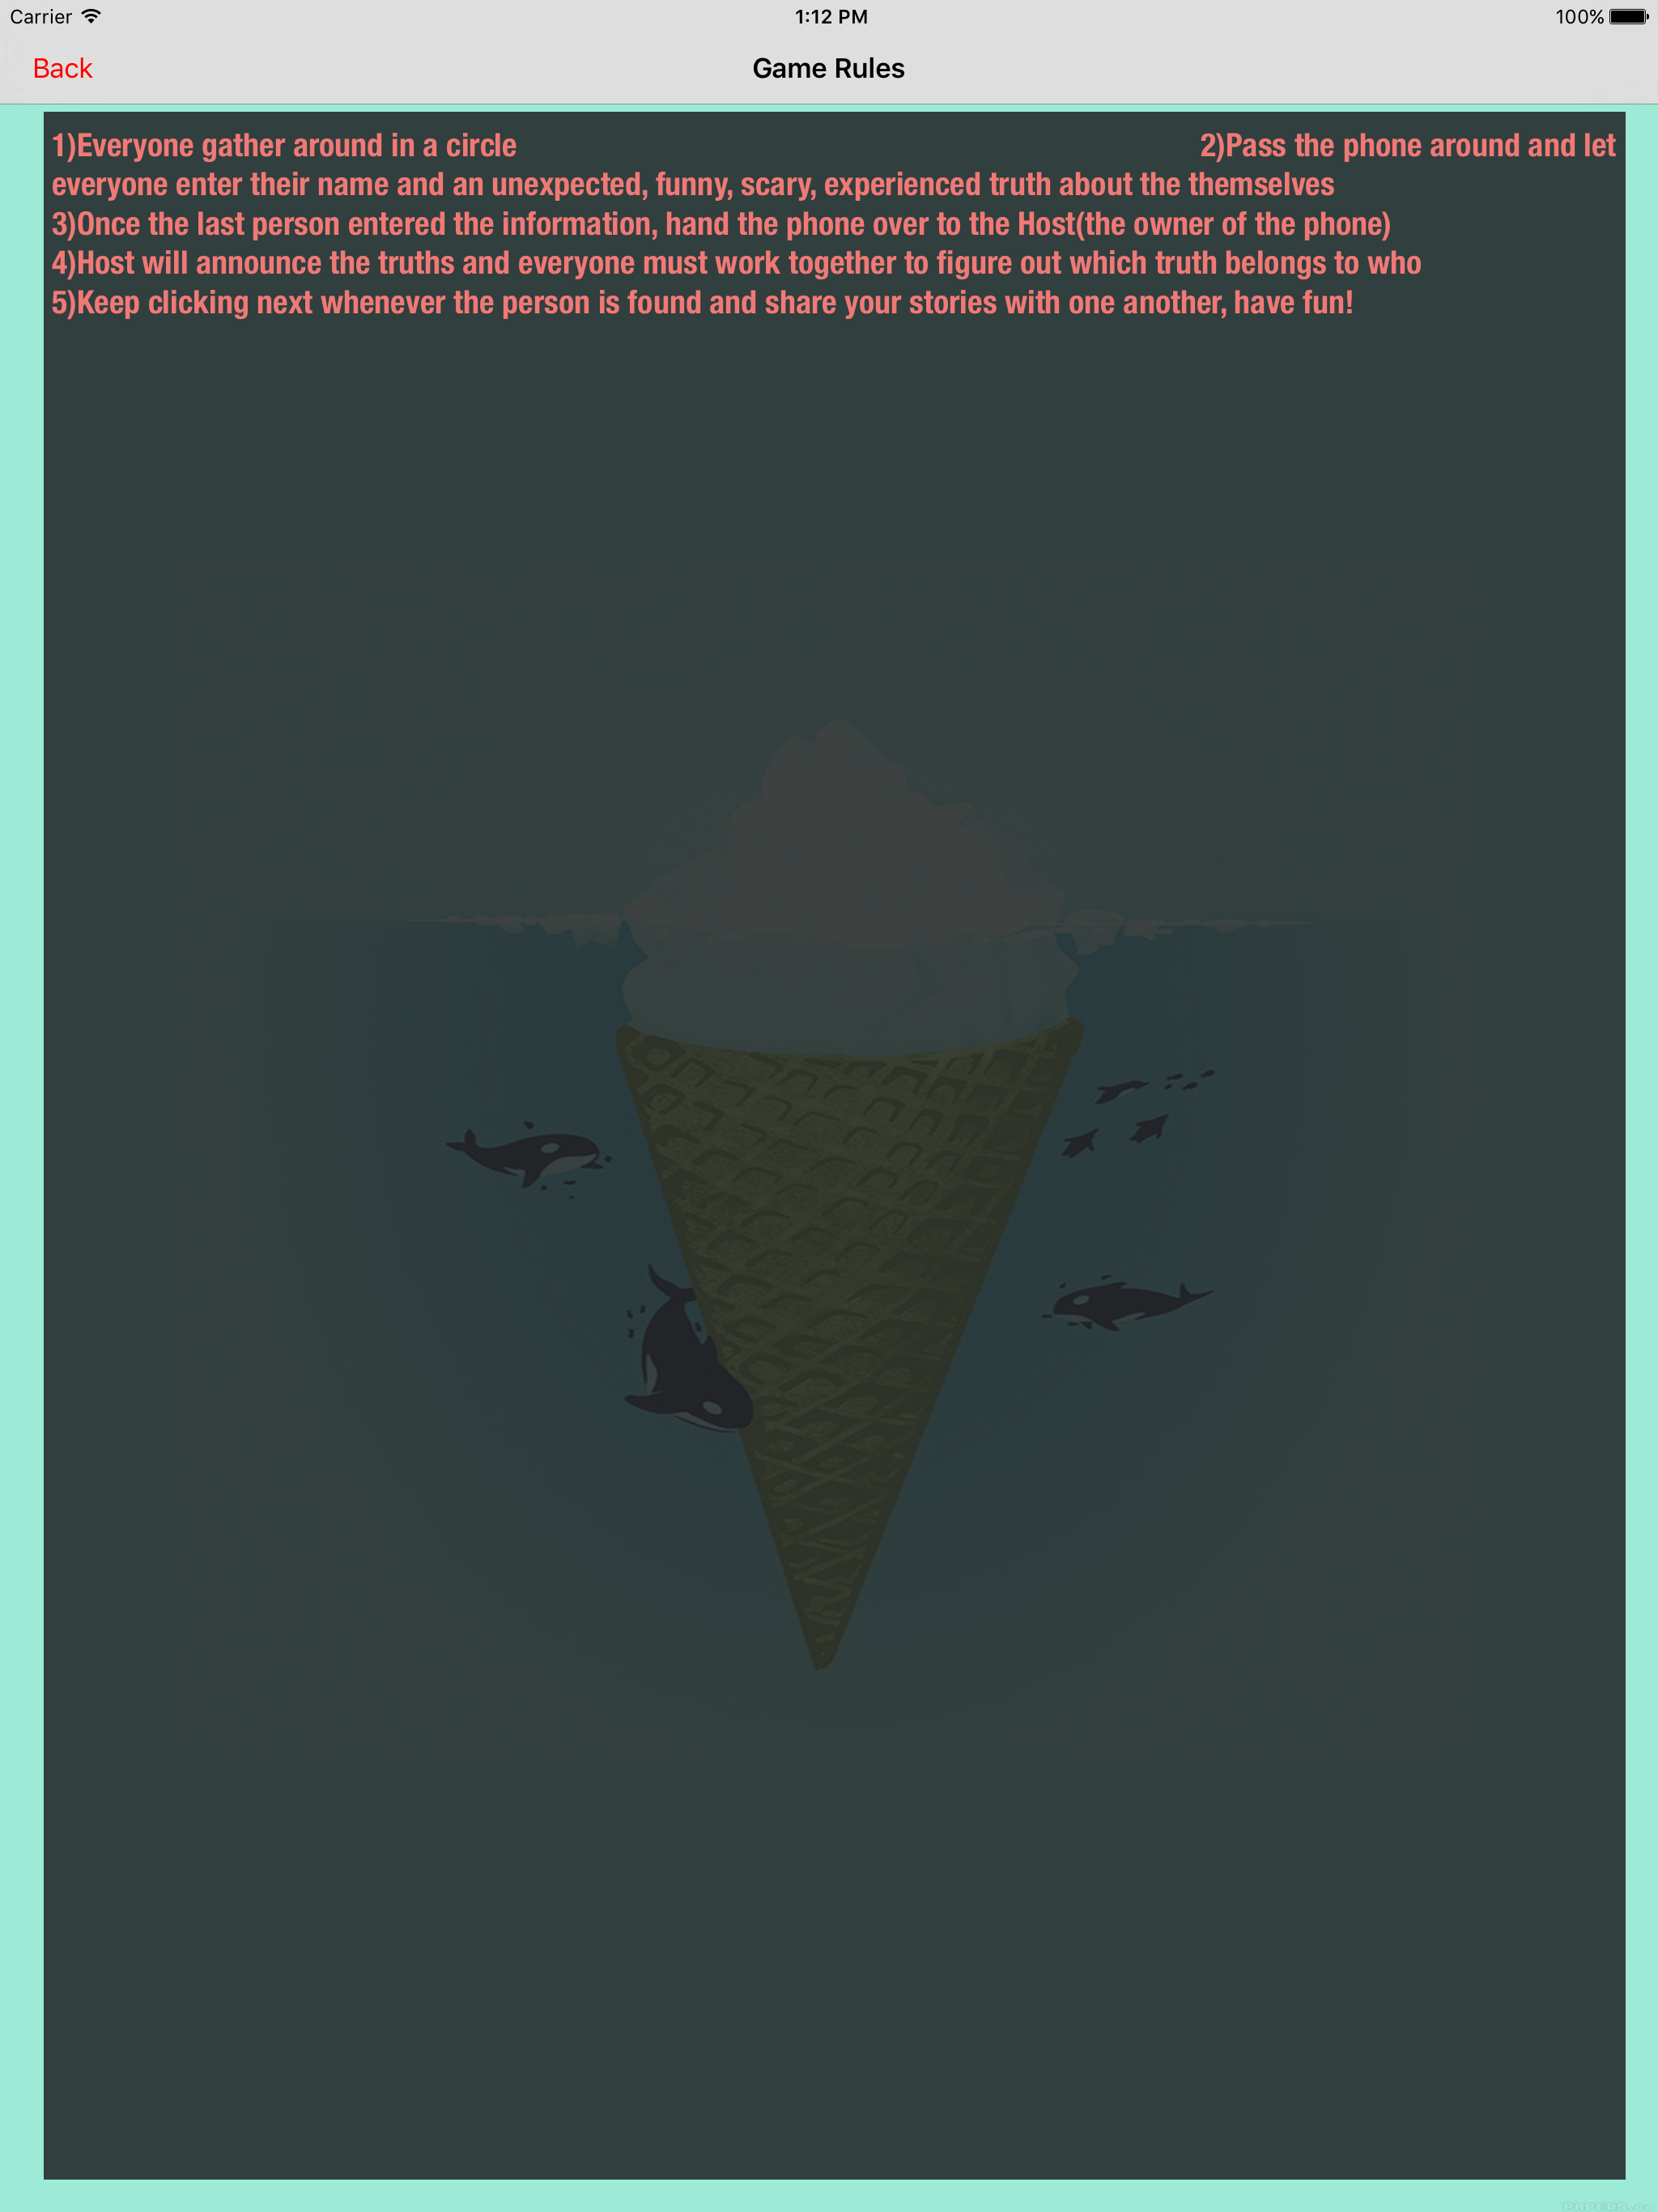 Carrier 1:12 PM 100%
Back Game Rules
1)Everyone gather around in a circle 2)Pass the phone around and let
everyone enter their name and an unexpected, funny, scary, experienced truth about the themselves
3)Once the last person entered the information, hand the phone over to the Host(the owner of the phone)
4)Host will announce the truths and everyone must work together to figure out which truth belongs to who
5)Keep clicking next whenever the person is found and share your stories with one another, have fun!